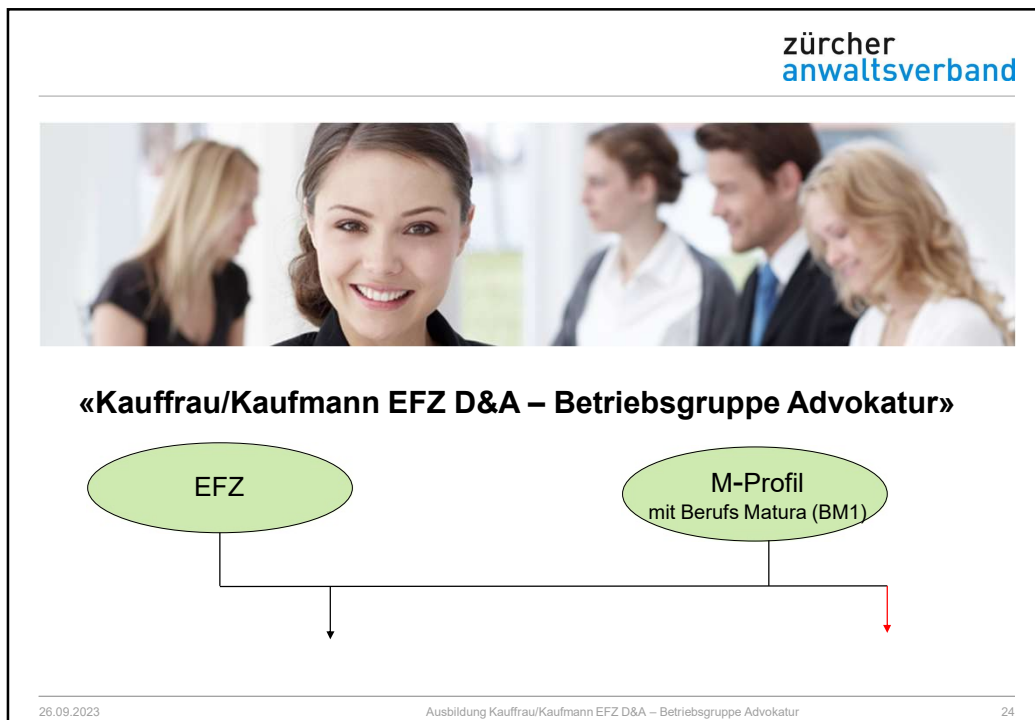 zürcher
anwaltsverband
«Kauffrau/Kaufmann EFZ D&A – Betriebsgruppe Advokatur»
EFZ
M-Profil
mit Berufs Matura (BM1)
26.09.2023
Ausbildung Kauffrau/Kaufmann EFZ D&A – Betriebsgruppe Advokatur
24